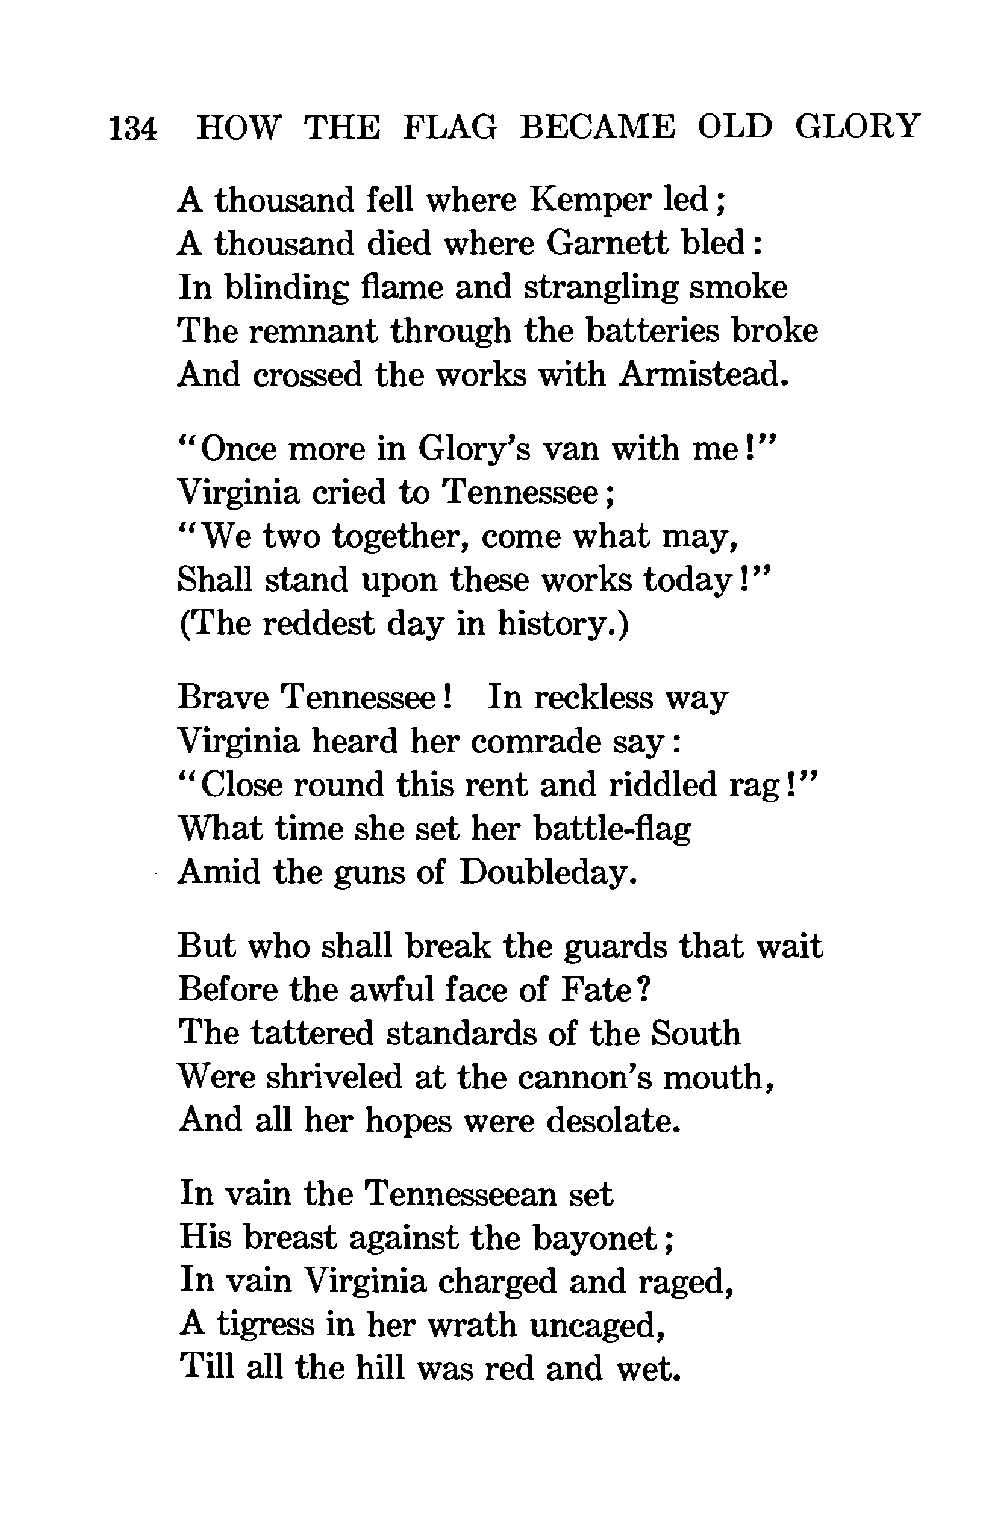 134 HOW THE FLAG BECAME OLD GLORY
A thousand fell where Kemper led;
A thousand died where Garnett bled:
In blinding flame and strangling smoke
The remnant through the batteries broke
And crossed the works with Armistead.
"Once more in Glory's van with me!"
Virginia cried to Tennessee;
"We two together, come what may,
Shall stand upon these works today!"
(The reddest day in history.)
Brave Tennessee! In reckless way
Virginia heard her comrade say:
"Close round this rent and riddled rag!"
What time she set her battle-flag
Amid the guns of Doubleday.
But who shall break the guards that wait
Before the awful face of Fate?
The tattered standards of the South
Were shriveled at the cannon's mouth,
And all her hopes were desolate.
In vain the Tennesseean set
His breast against the bayonet;
In vain Virginia charged and raged,
A tigress in her wrath uncaged,
Till all the hill was red and wet.